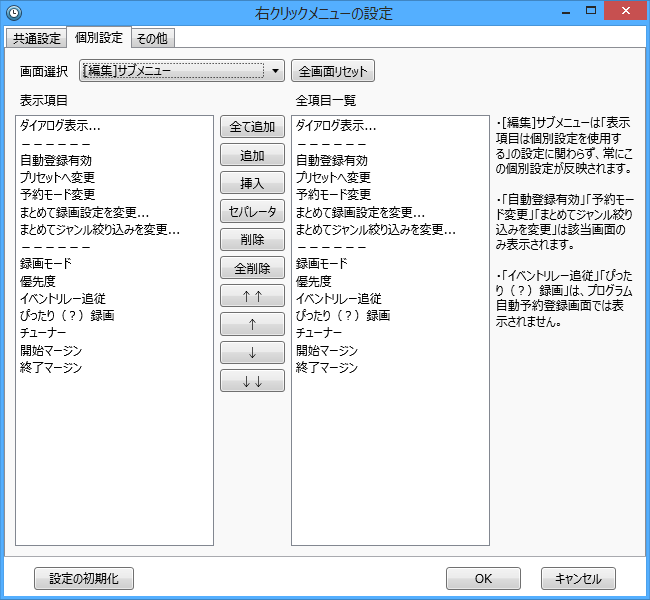 右クリックメニューの設定
共通設定
個別設定
その他
画面選択
[編集]サブメニュー
全画面リセット
表示項目
ダイアログ表示...
－－－－－－
自動登録有効
プリセットへ変更
予約モード変更
まとめて録画設定を変更...
まとめてジャンル絞り込みを変更...
－－－－－－
録画モード
優先度
イベントリレー追従
ぴったり（？）録画
チューナー
開始マージン
終了マージン
全て追加
追加
挿入
セパレータ
削除
全削除
↑↑
↑
↓
↓↓
全項目一覧
ダイアログ表示...
－－－－－－
自動登録有効
プリセットへ変更
予約モード変更
まとめて録画設定を変更...
まとめてジャンル絞り込みを変更...
－－－－－－
録画モード
優先度
イベントリレー追従
ぴったり（？）録画
チューナー
開始マージン
終了マージン
・[編集]サブメニューは「表示
項目は個別設定を使用す
る」の設定に関わらず、常にこ
の個別設定が反映されます。
・「自動登録有効」「予約モー
ド変更」「まとめてジャンル絞り
込みを変更」は該当画面の
み表示されます。
・「イベントリレー追従」「ぴった
り（？）録画」は、プログラム
自動予約登録画面では表
示されません。
設定の初期化
OK
キャンセル